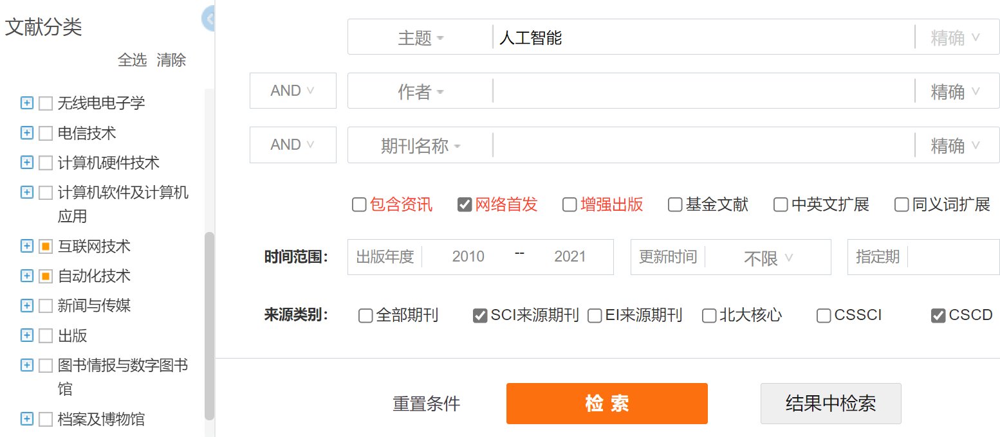 文献分类
全选 清除
无线电电子学
电信技术
计算机硬件技术
计算机软件及计算机
应用
互联网技术
自动化技术
新闻与传媒
出版
图书情报与数字图书
馆
档案及博物馆
主题 人工智能 精确
AND 作者 精确
AND 期刊名称 精确
包含资讯 网络首发 增强出版 基金文献 中英文扩展 同义词扩展
时间范围： 出版年度 2010 -- 2021 更新时间 不限 指定期
来源类别： 全部期刊 SCI来源期刊 EI来源期刊 北大核心 CSSCI CSCD
重置条件 检索 结果中检索